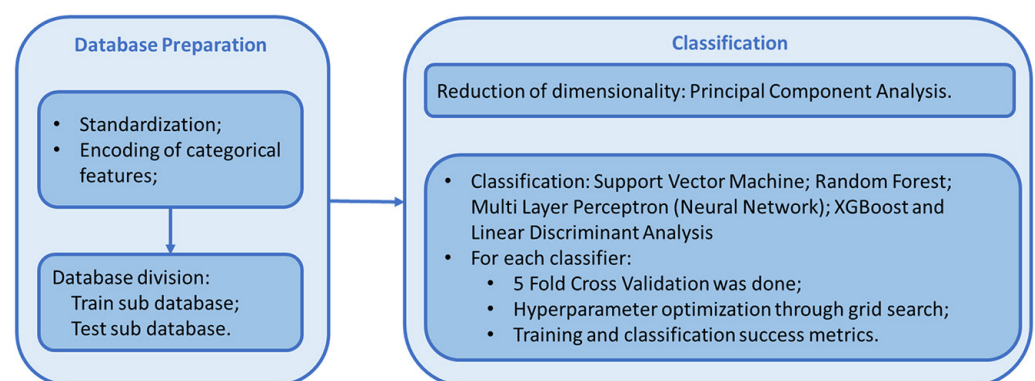 Database Preparation
• Standardization;
• Encoding of categorical
features;
Database division:
Train sub database;
Test sub database.
Classification
Reduction of dimensionality: Principal Component Analysis.
• Classification: Support Vector Machine; Random Forest;
Multi Layer Perceptron (Neural Network); XGBoost and
Linear Discriminant Analysis
• For each classifier:
• 5 Fold Cross Validation was done;
• Hyperparameter optimization through grid search;
• Training and classification success metrics.